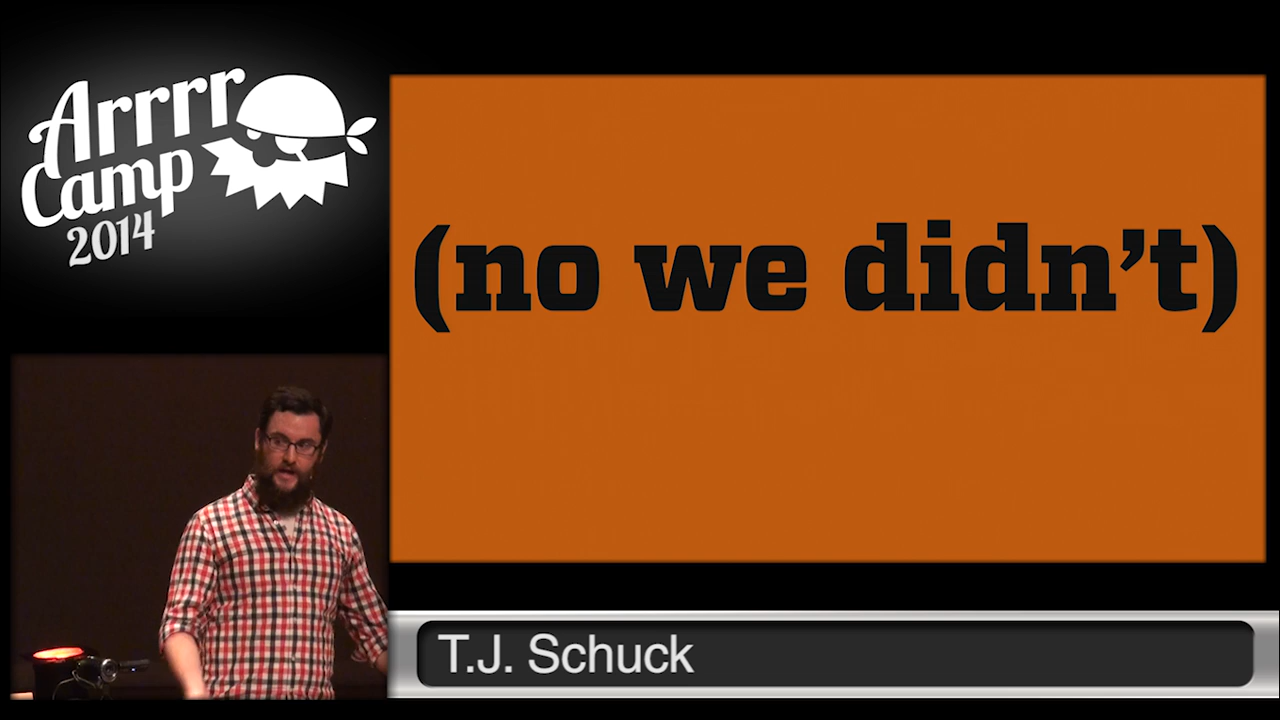 Arrrr
Camp
2014
(no we didn’t)
T.J. Schuck